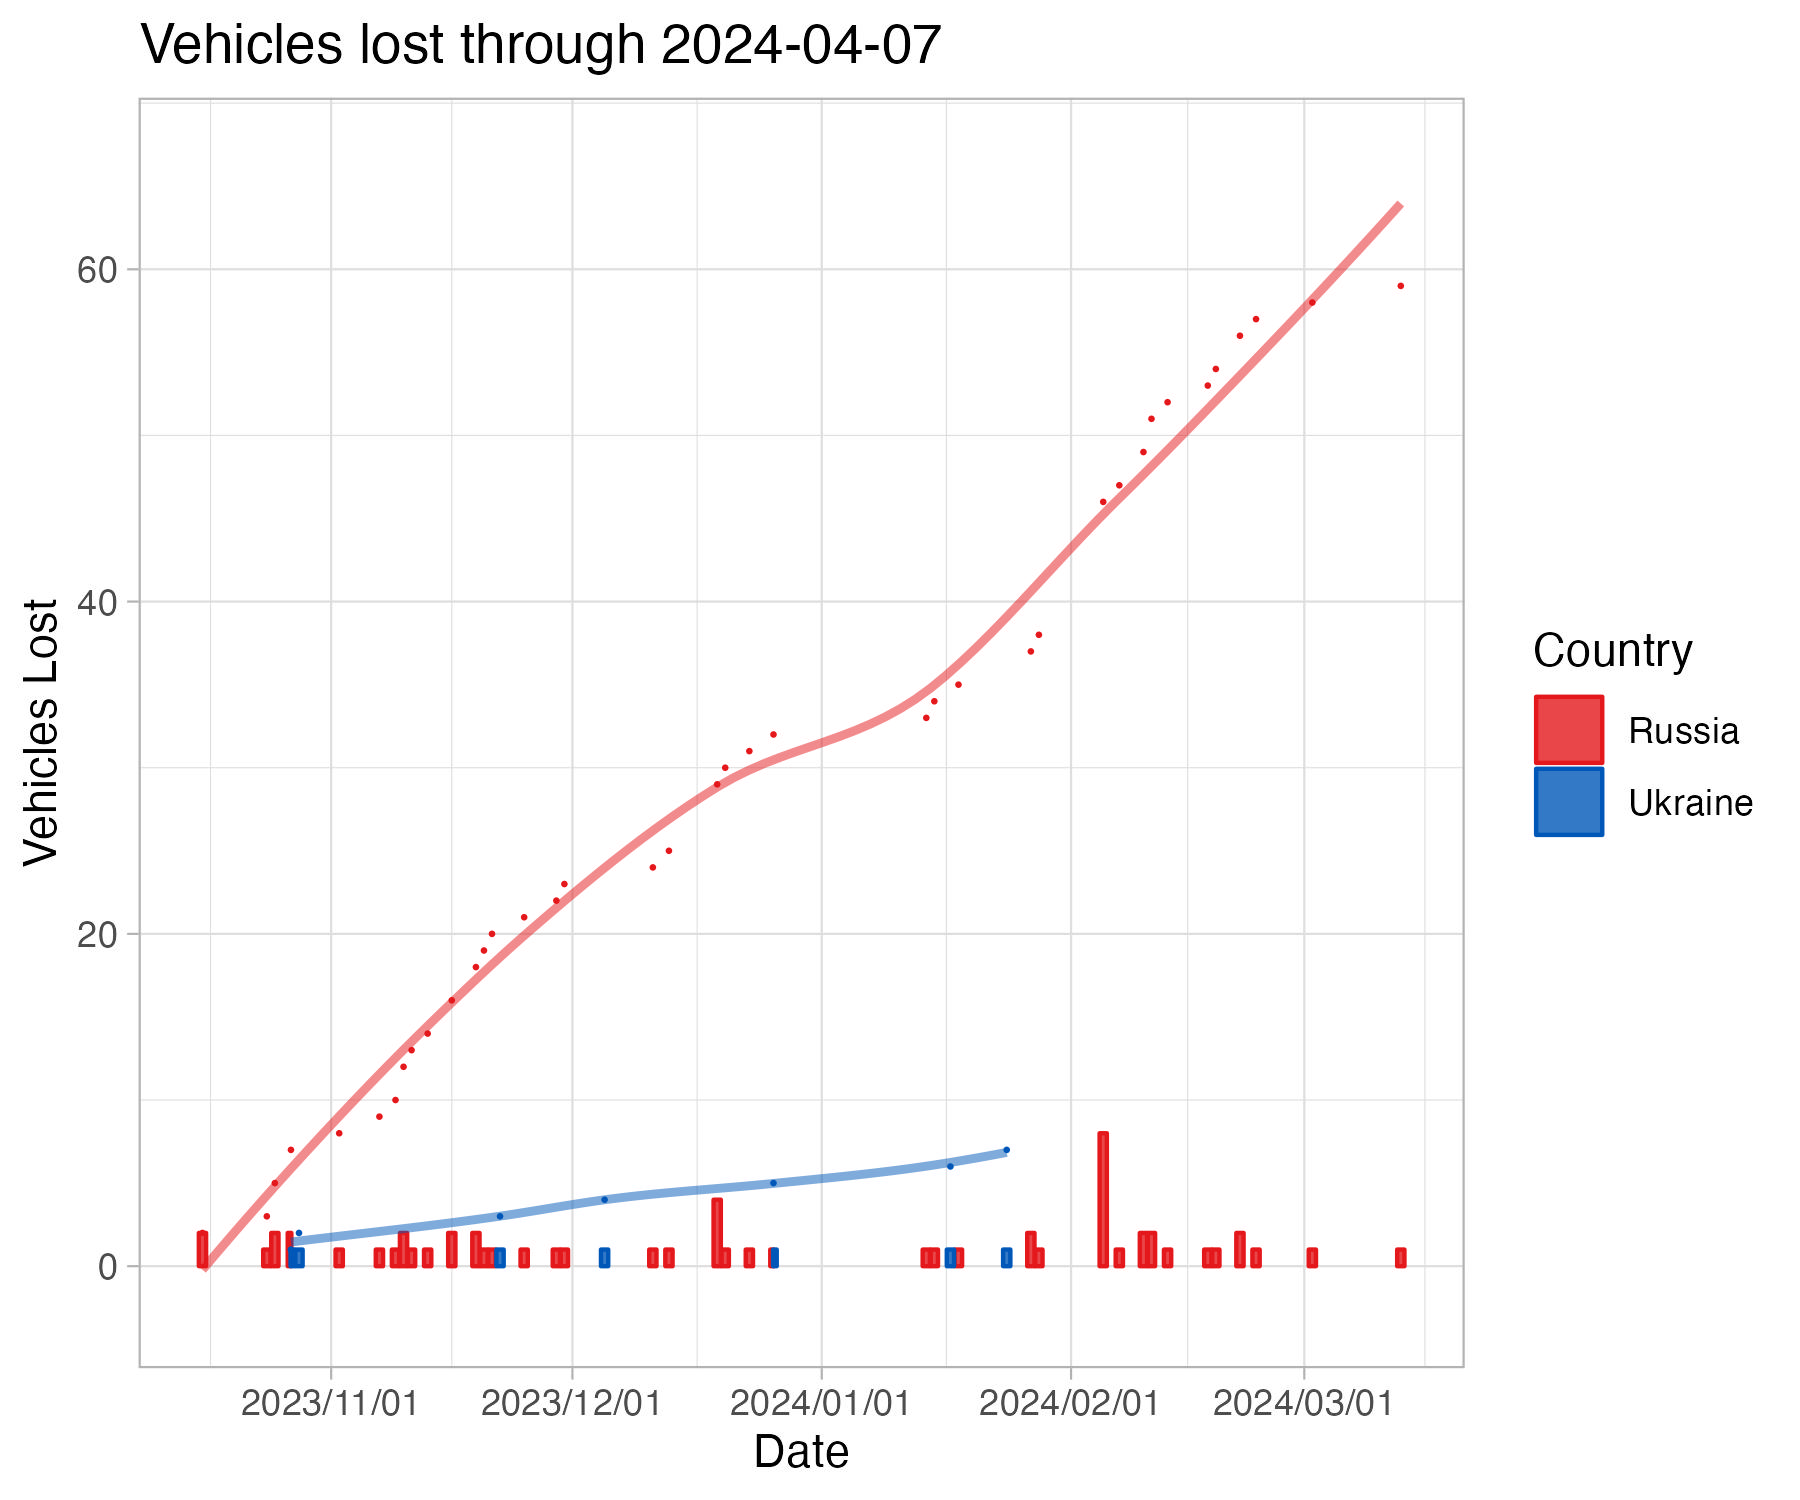 Vehicles lost through 2024-04-07
Vehicles Lost
60
40
20
0
2023/11/01 2023/12/01 2024/01/01 2024/02/01 2024/03/01
Date
Country
Russia
Ukraine